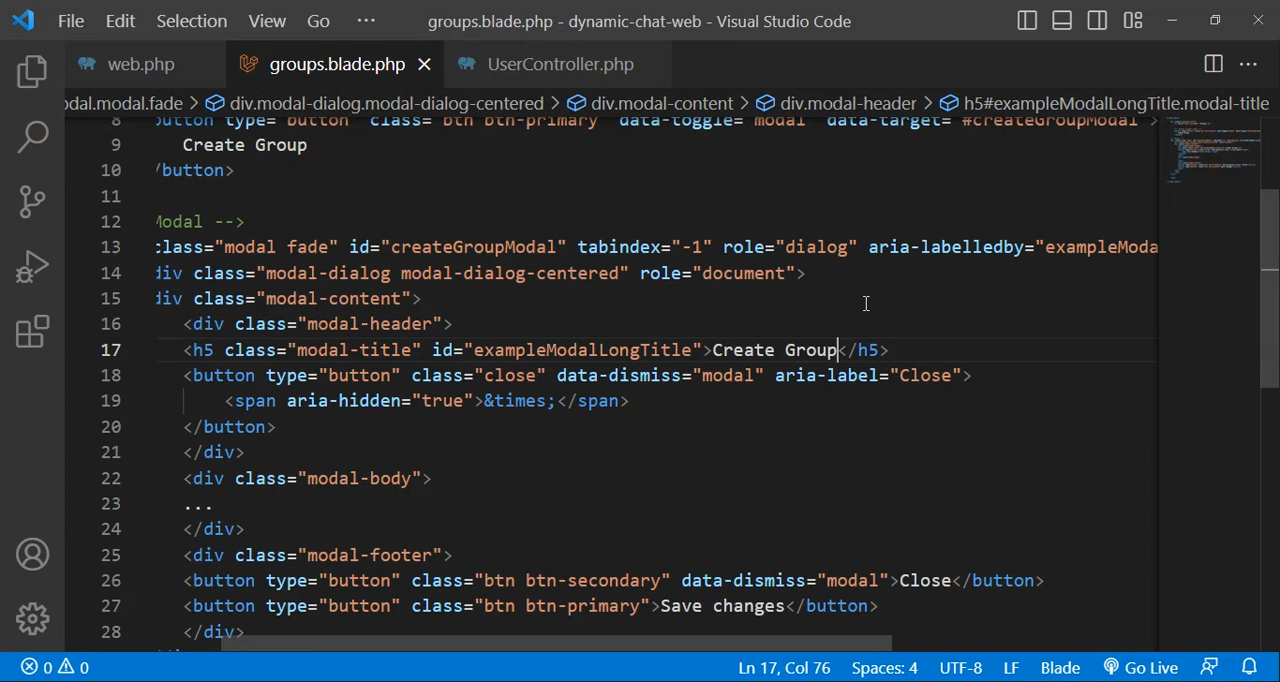 File Edit Selection View Go ··· groups.blade.php - dynamic-chat-web - Visual Studio Code
web.php groups.blade.php UserController.php
odal.modal.fade > div.modal-dialog.modal-dialog-centered > div.modal-content > div.modal-header > h5#exampleModalLongTitle.modal-title
8 button type="button" class="btn btn-primary" data-toggle="modal" data-target="#createGroupModal">
9 Create Group
10 /button>
11
12 Modal -->
13 class="modal fade" id="createGroupModal" tabindex="-1" role="dialog" aria-labelledby="exampleModa
14 div class="modal-dialog modal-dialog-centered" role="document">
15 div class="modal-content">
16 <div class="modal-header">
17 <h5 class="modal-title" id="exampleModalLongTitle">Create Group</h5>
18 <button type="button" class="close" data-dismiss="modal" aria-label="Close">
19 <span aria-hidden="true">&times;</span>
20 </button>
21 </div>
22 <div class="modal-body">
23 ...
24 </div>
25 <div class="modal-footer">
26 <button type="button" class="btn btn-secondary" data-dismiss="modal">Close</button>
27 <button type="button" class="btn btn-primary">Save changes</button>
28 </div>
0 0 Ln 17, Col 76 Spaces: 4 UTF-8 LF Blade Go Live